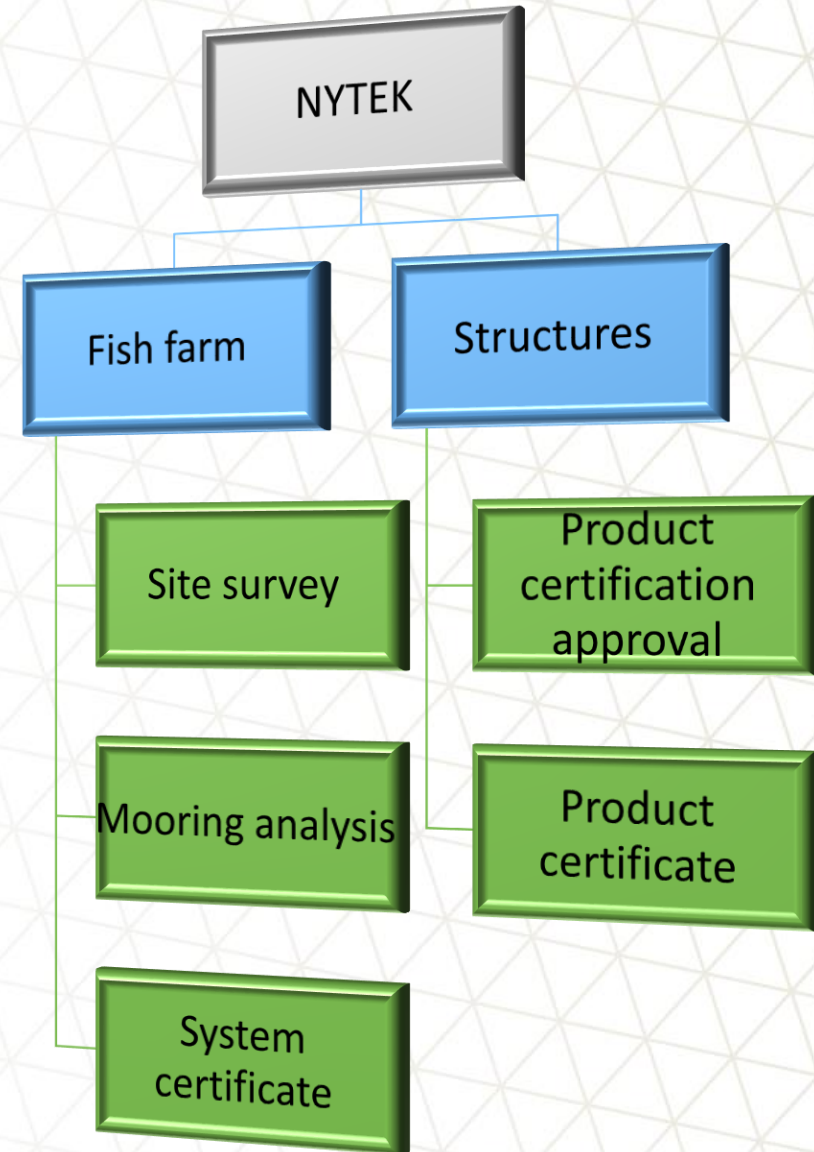 NYTEK
Fish farm
Structures
Site survey
Product
certification
approval
Mooring analysis
Product
certificate
System
certificate